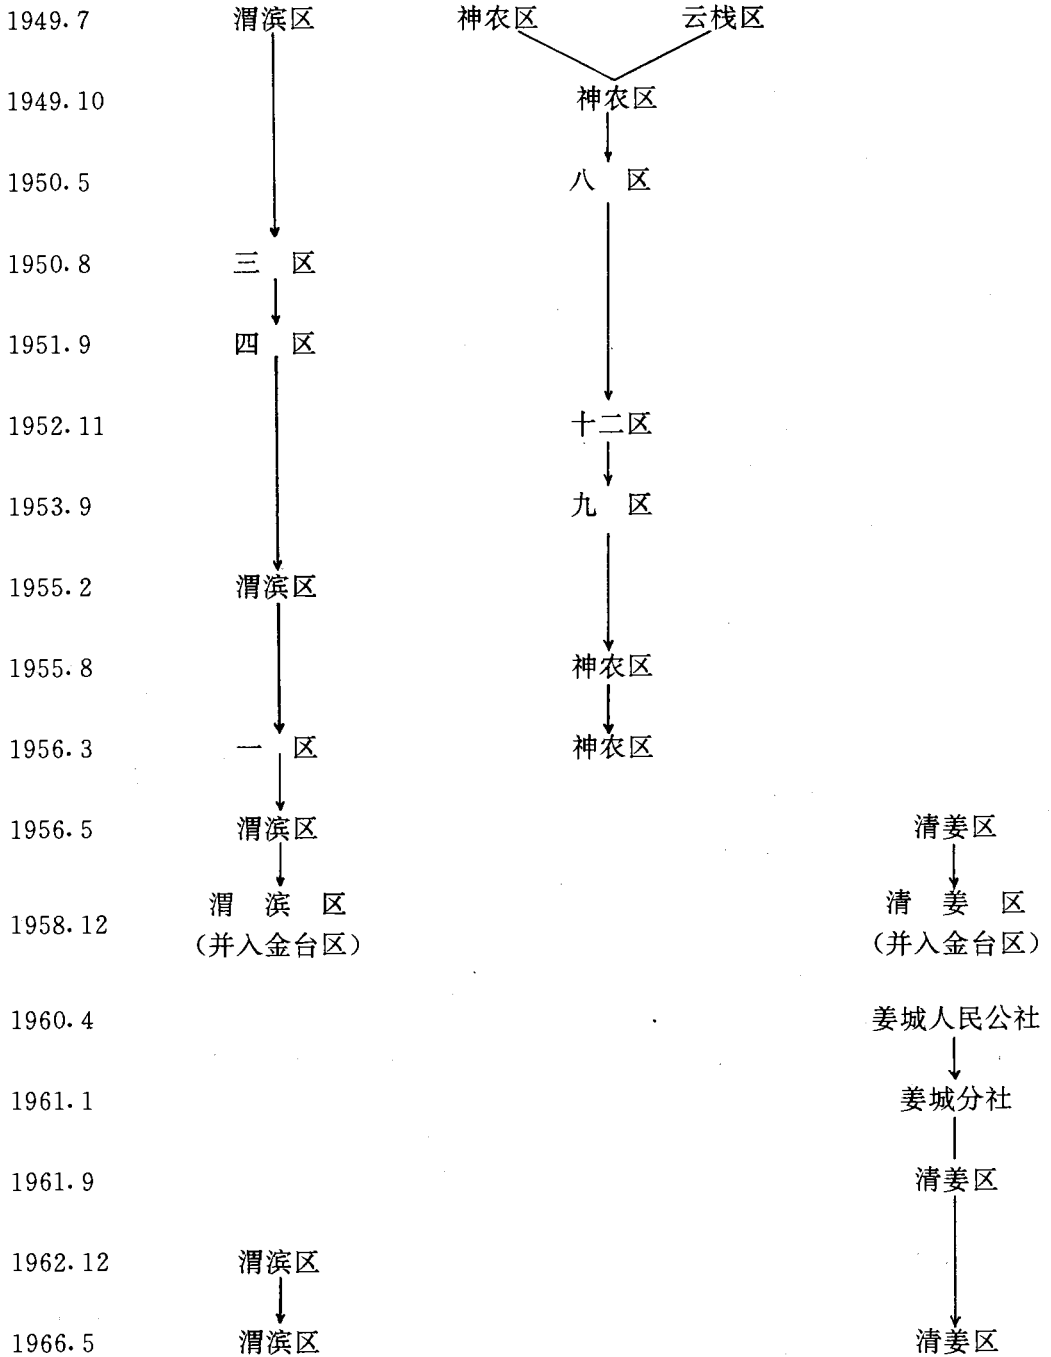 1949.7 渭滨区 神农区 云栈区
1949.10 神农区
1950.5 八 区
1950.8 三 区
1951.9 四 区
1952.11 十二区
1953.9 九 区
1955.2 渭滨区
1955.8 神农区
1956.3 一 区 神农区
1956.5 渭滨区 清姜区
1958.12 渭 滨 区 清 姜 区
(并入金台区) (并入金台区)
1960.4 姜城人民公社
1961.1 姜城分社
1961.9 清姜区
1962.12 渭滨区
1966.5 渭滨区 清姜区